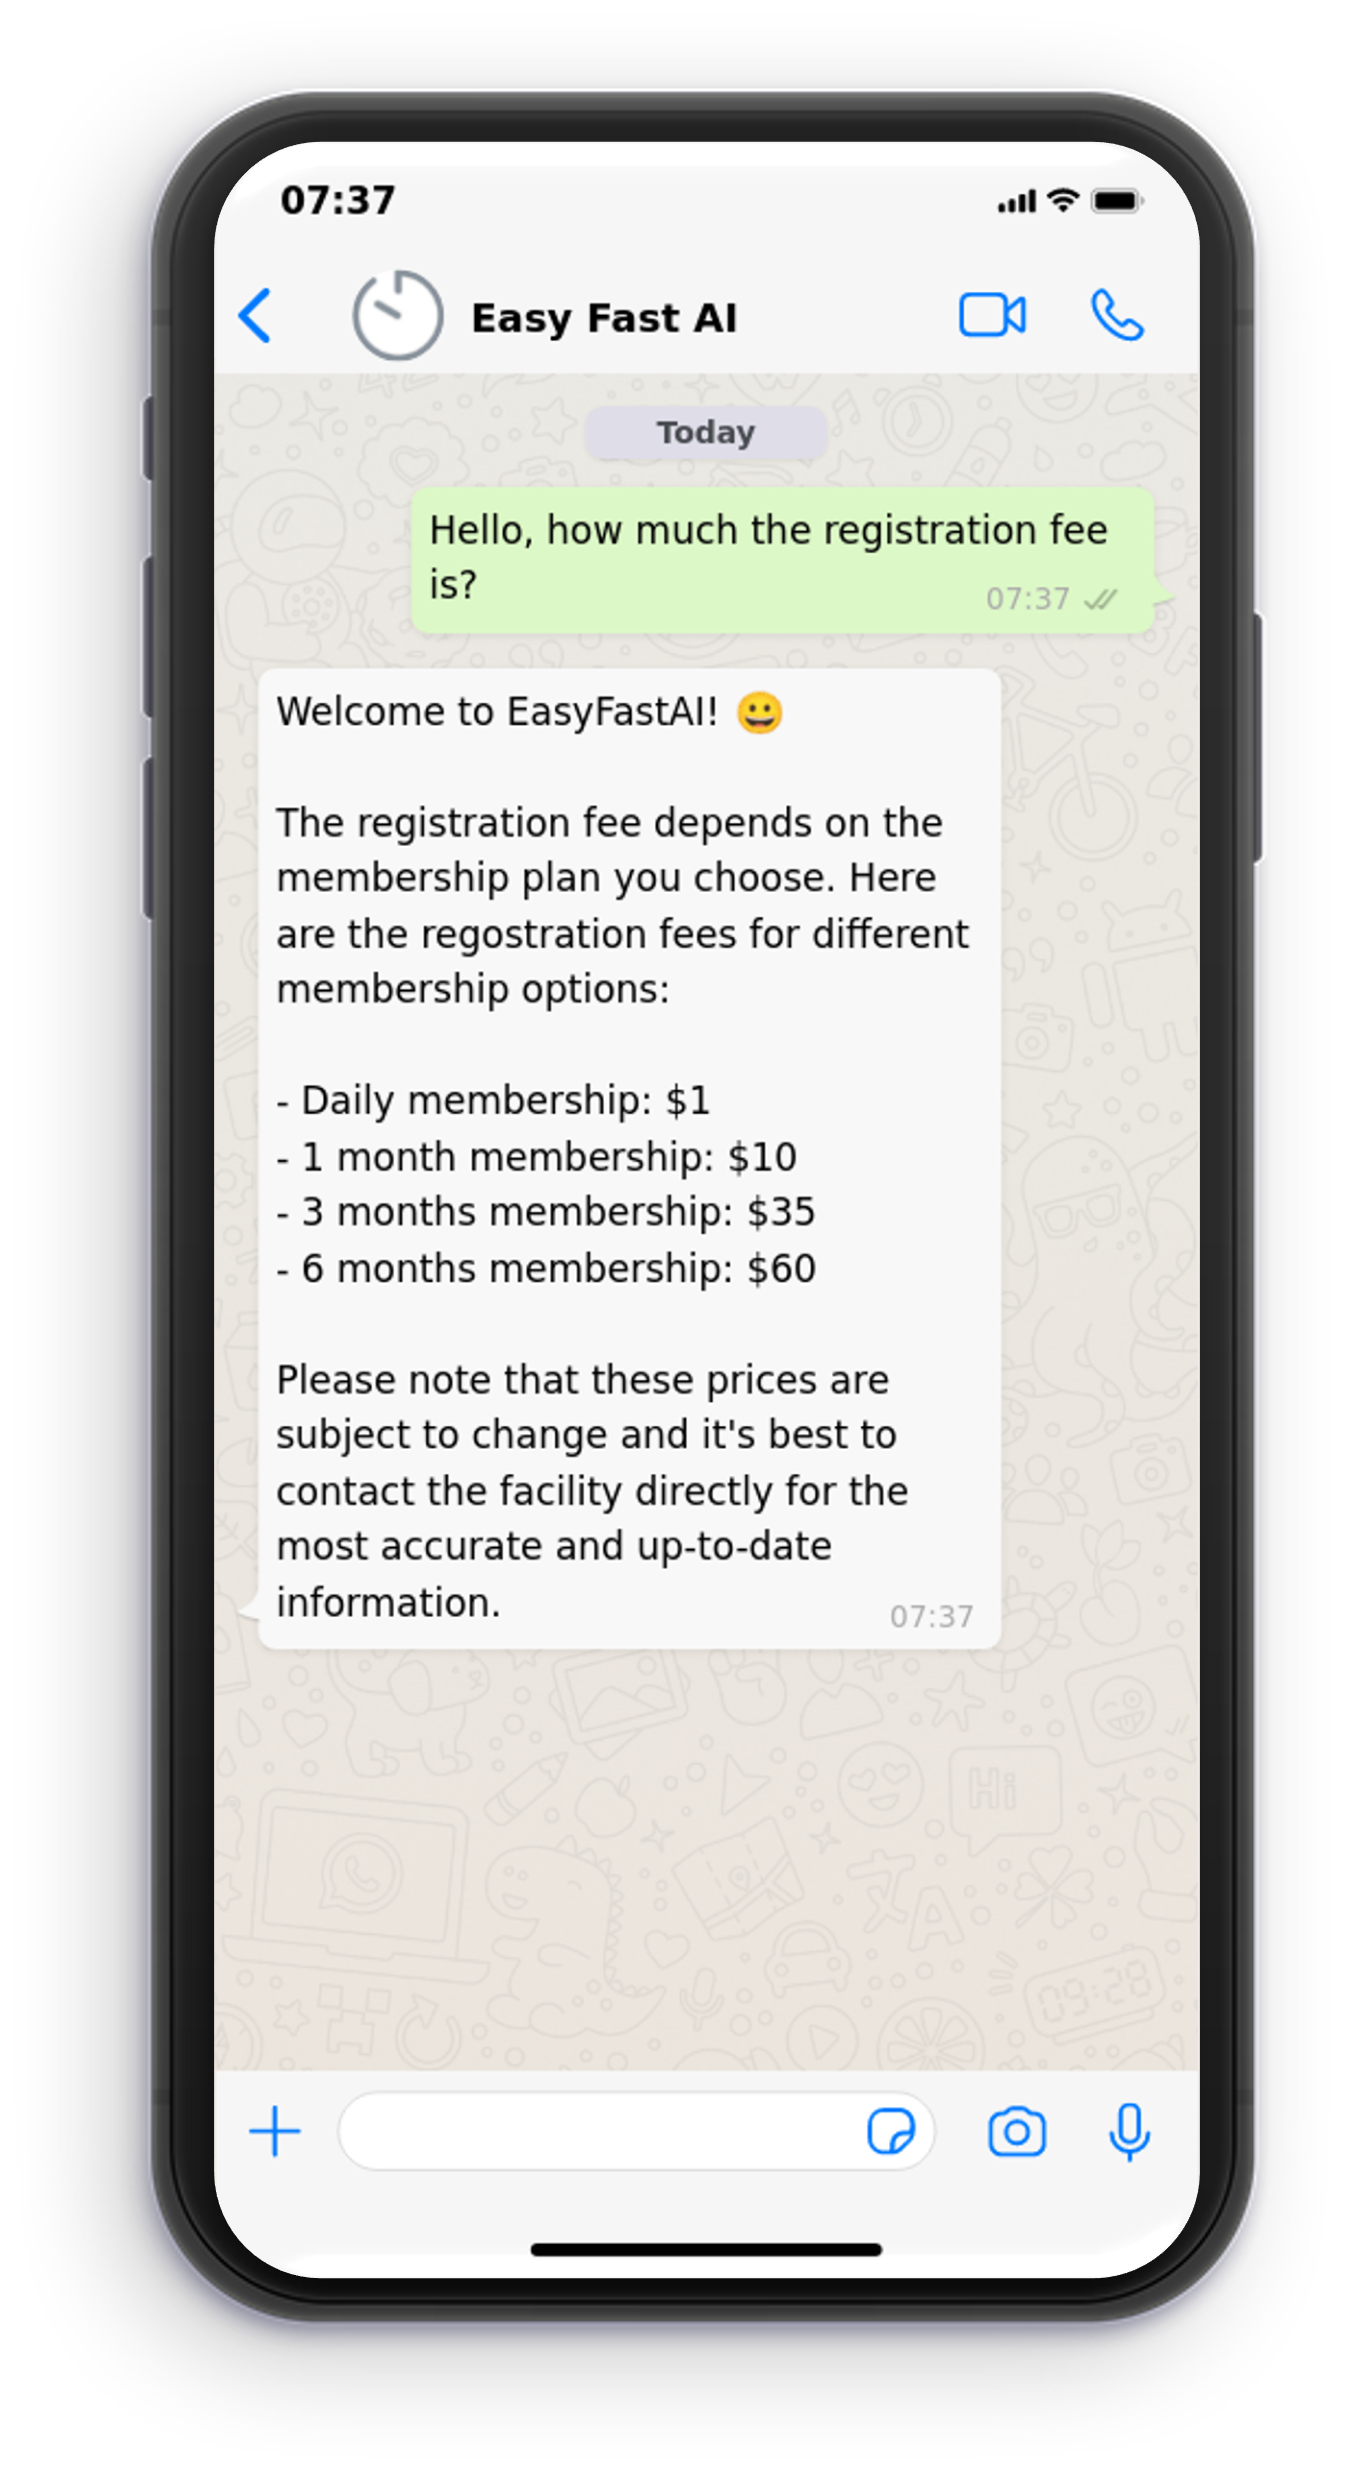 07:37
Easy Fast AI
Today
Hello, how much the registration fee
is?
07:37
Welcome to EasyFastAI! 😀
The registration fee depends on the
membership plan you choose. Here
are the regostration fees for different
membership options:
- Daily membership: $1
- 1 month membership: $10
- 3 months membership: $35
- 6 months membership: $60
Please note that these prices are
subject to change and it's best to
contact the facility directly for the
most accurate and up-to-date
information.
07:37
Hi
09:28